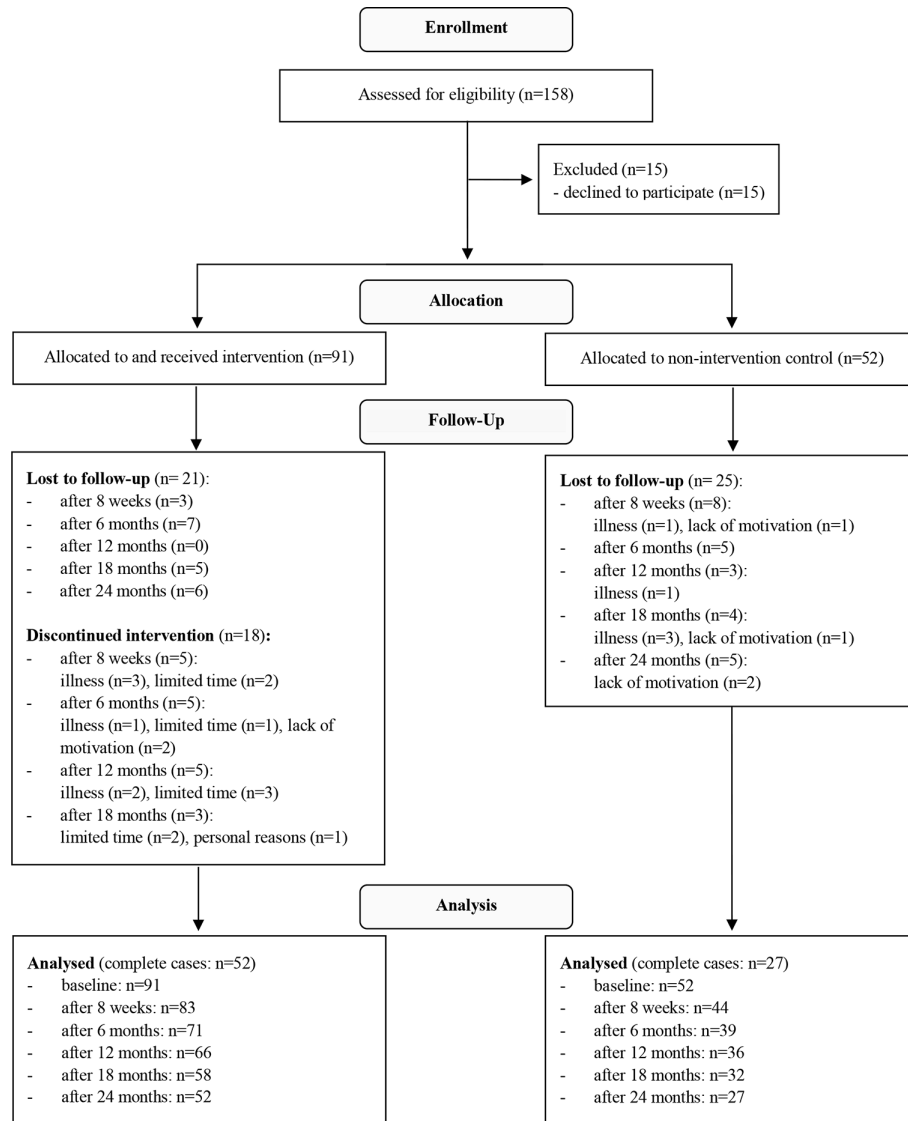 Enrollment
Assessed for eligibility (n=158)
Excluded (n=15)
- declined to participate (n=15)
Allocation
Allocated to and received intervention (n=91)
Allocated to non-intervention control (n=52)
Follow-Up
Lost to follow-up (n= 21):
- after 8 weeks (n=3)
- after 6 months (n=7)
- after 12 months (n=0)
- after 18 months (n=5)
- after 24 months (n=6)
Discontinued intervention (n=18):
- after 8 weeks (n=5):
illness (n=3), limited time (n=2)
- after 6 months (n=5):
illness (n=1), limited time (n=1), lack of
motivation (n=2)
- after 12 months (n=5):
illness (n=2), limited time (n=3)
- after 18 months (n=3):
limited time (n=2), personal reasons (n=1)
Lost to follow-up (n= 25):
- after 8 weeks (n=8):
illness (n=1), lack of motivation (n=1)
- after 6 months (n=5)
- after 12 months (n=3):
illness (n=1)
- after 18 months (n=4):
illness (n=3), lack of motivation (n=1)
- after 24 months (n=5):
lack of motivation (n=2)
Analysis
Analysed (complete cases: n=52)
- baseline: n=91
- after 8 weeks: n=83
- after 6 months: n=71
- after 12 months: n=66
- after 18 months: n=58
- after 24 months: n=52
Analysed (complete cases: n=27)
- baseline: n=52
- after 8 weeks: n=44
- after 6 months: n=39
- after 12 months: n=36
- after 18 months: n=32
- after 24 months: n=27